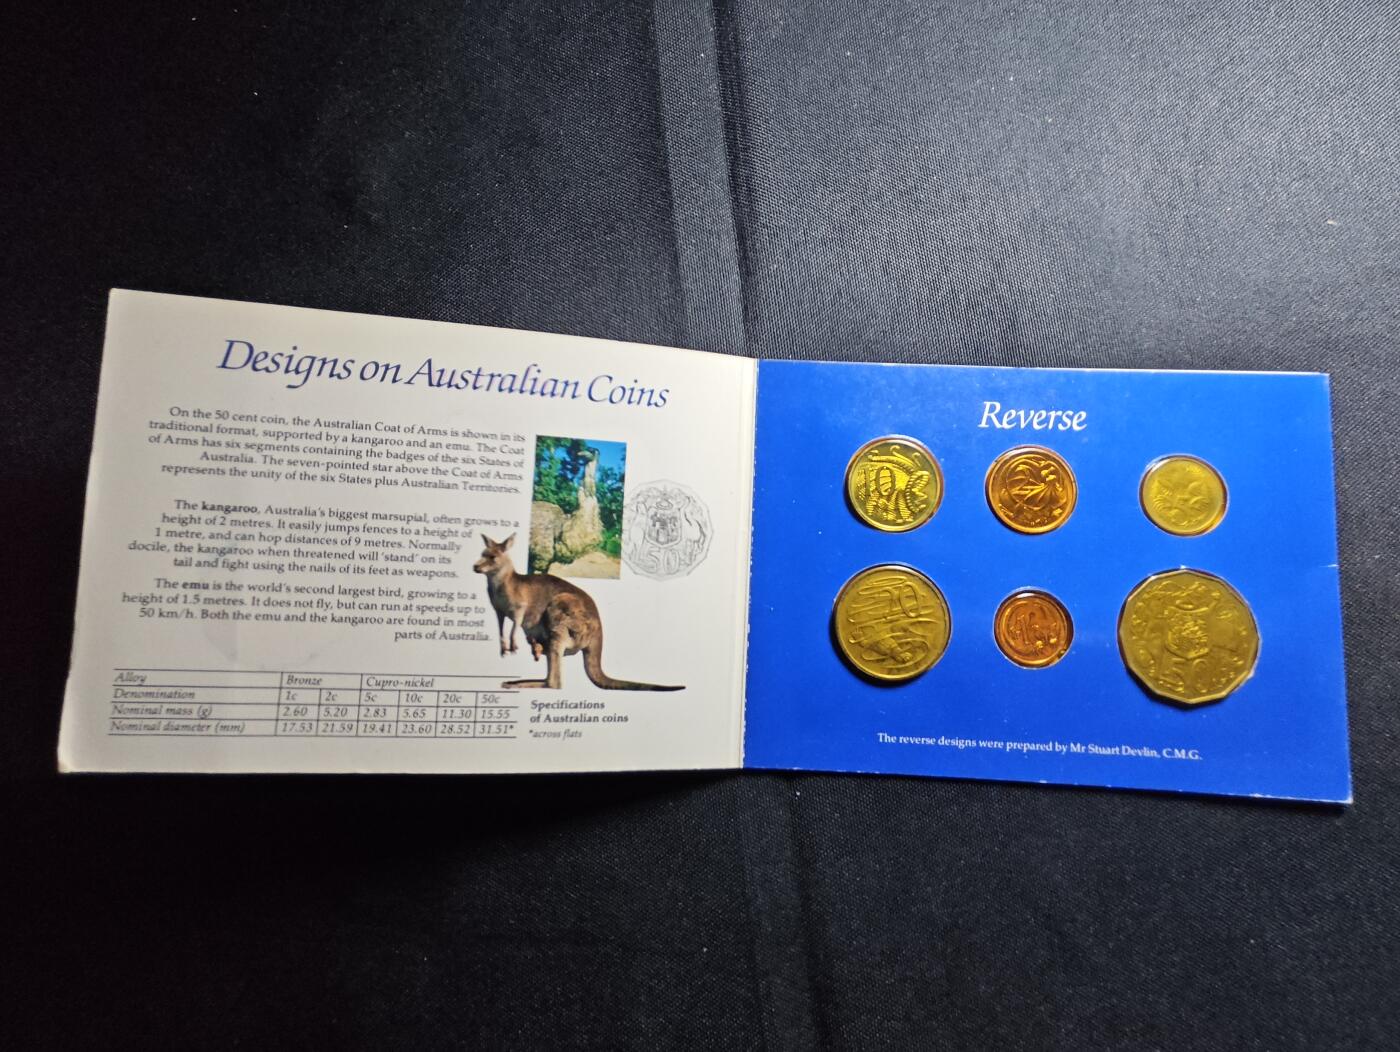 Designs on Australian Coins
On the 50 cent coin, the Australian Coat of Arms is shown in its
traditional format, supported by a kangaroo and an emu. The Coat
of Arms has six segments containing the badges of the six States of
Australia. The seven-pointed star above the Coat of Arms
represents the unity of the six States plus Australian Territories.
The kangaroo, Australia's biggest marsupial, often grows to a
height of 2 metres. It easily jumps fences to a height of
1 metre, and can hop distances of 9 metres. Normally
docile, the kangaroo when threatened will 'stand' on its
tail and fight using the nails of its feet as weapons.
The emu is the world's second largest bird, growing to a
height of 1.5 metres. It does not fly, but can run at speeds up to
50 km/h. Both the emu and the kangaroo are found in most
parts of Australia.
50
Alloy Bronze Cupro-nickel
Denomination 1c 2c 5c 10c 20c 50c
Nominal mass (g) 2.60 5.20 2.83 5.65 11.30 15.55
Nominal diameter (mm) 17.53 21.59 19.41 23.60 28.52 31.51*
Specifications
of Australian coins
*across flats
Reverse
10
2
20
1
50
The reverse designs were prepared by Mr Stuart Devlin, C.M.G.